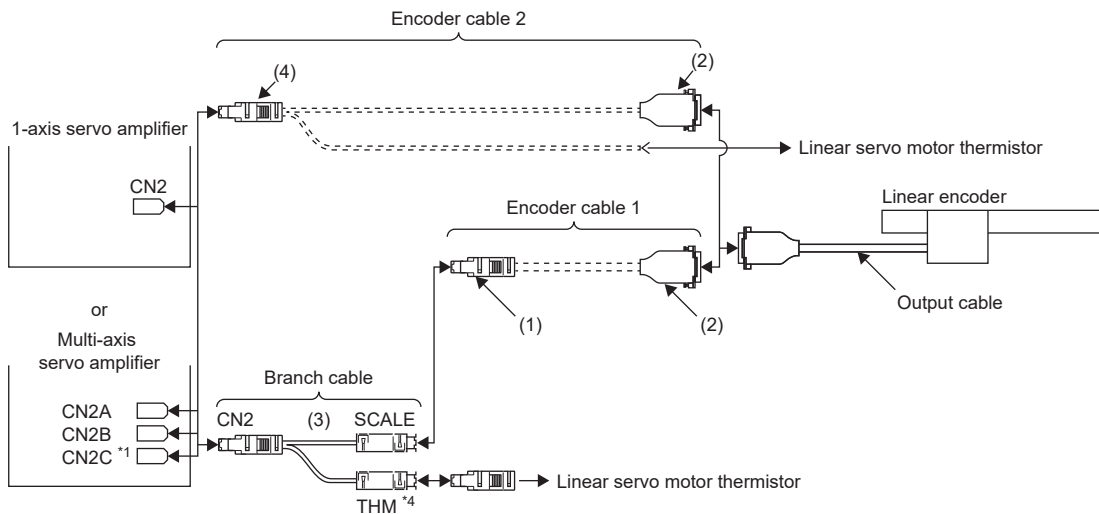 Encoder cable 2
(4)
(2)
1-axis servo amplifier
Linear servo motor thermistor
CN2
Encoder cable 1
Linear encoder
(1)
(2)
Output cable
or
Multi-axis
servo amplifier
Branch cable
CN2A
CN2
(3)
SCALE
CN2B
CN2C *1
Linear servo motor thermistor
THM *4